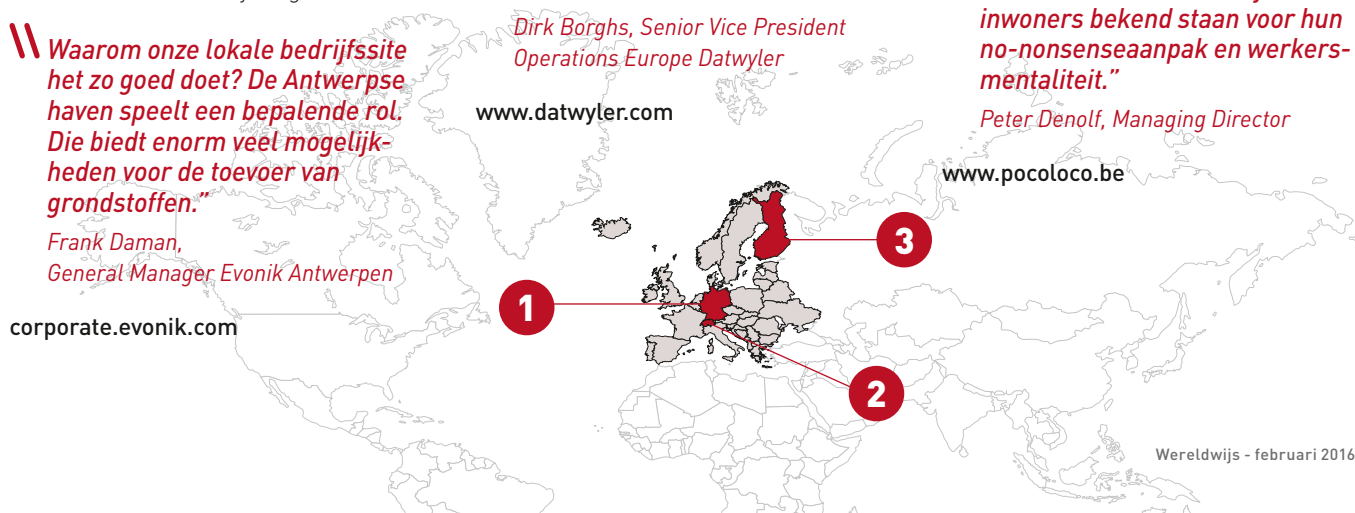 Waarom onze lokale bedrijfssite
het zo goed doet? De Antwerpse
haven speelt een bepalende rol.
Die biedt enorm veel mogelijk-
heden voor de toevoer van
grondstoffen.”
Frank Daman,
General Manager Evonik Antwerpen
corporate.evonik.com
Dirk Borghs, Senior Vice President
Operations Europe Datwyler
www.datwyler.com
inwoners bekend staan voor hun
no-nonsenseaanpak en werkers-
mentaliteit.”
Peter Denolf, Managing Director
www.pocoloco.be
1
2
3
Wereldwijs - februari 2016